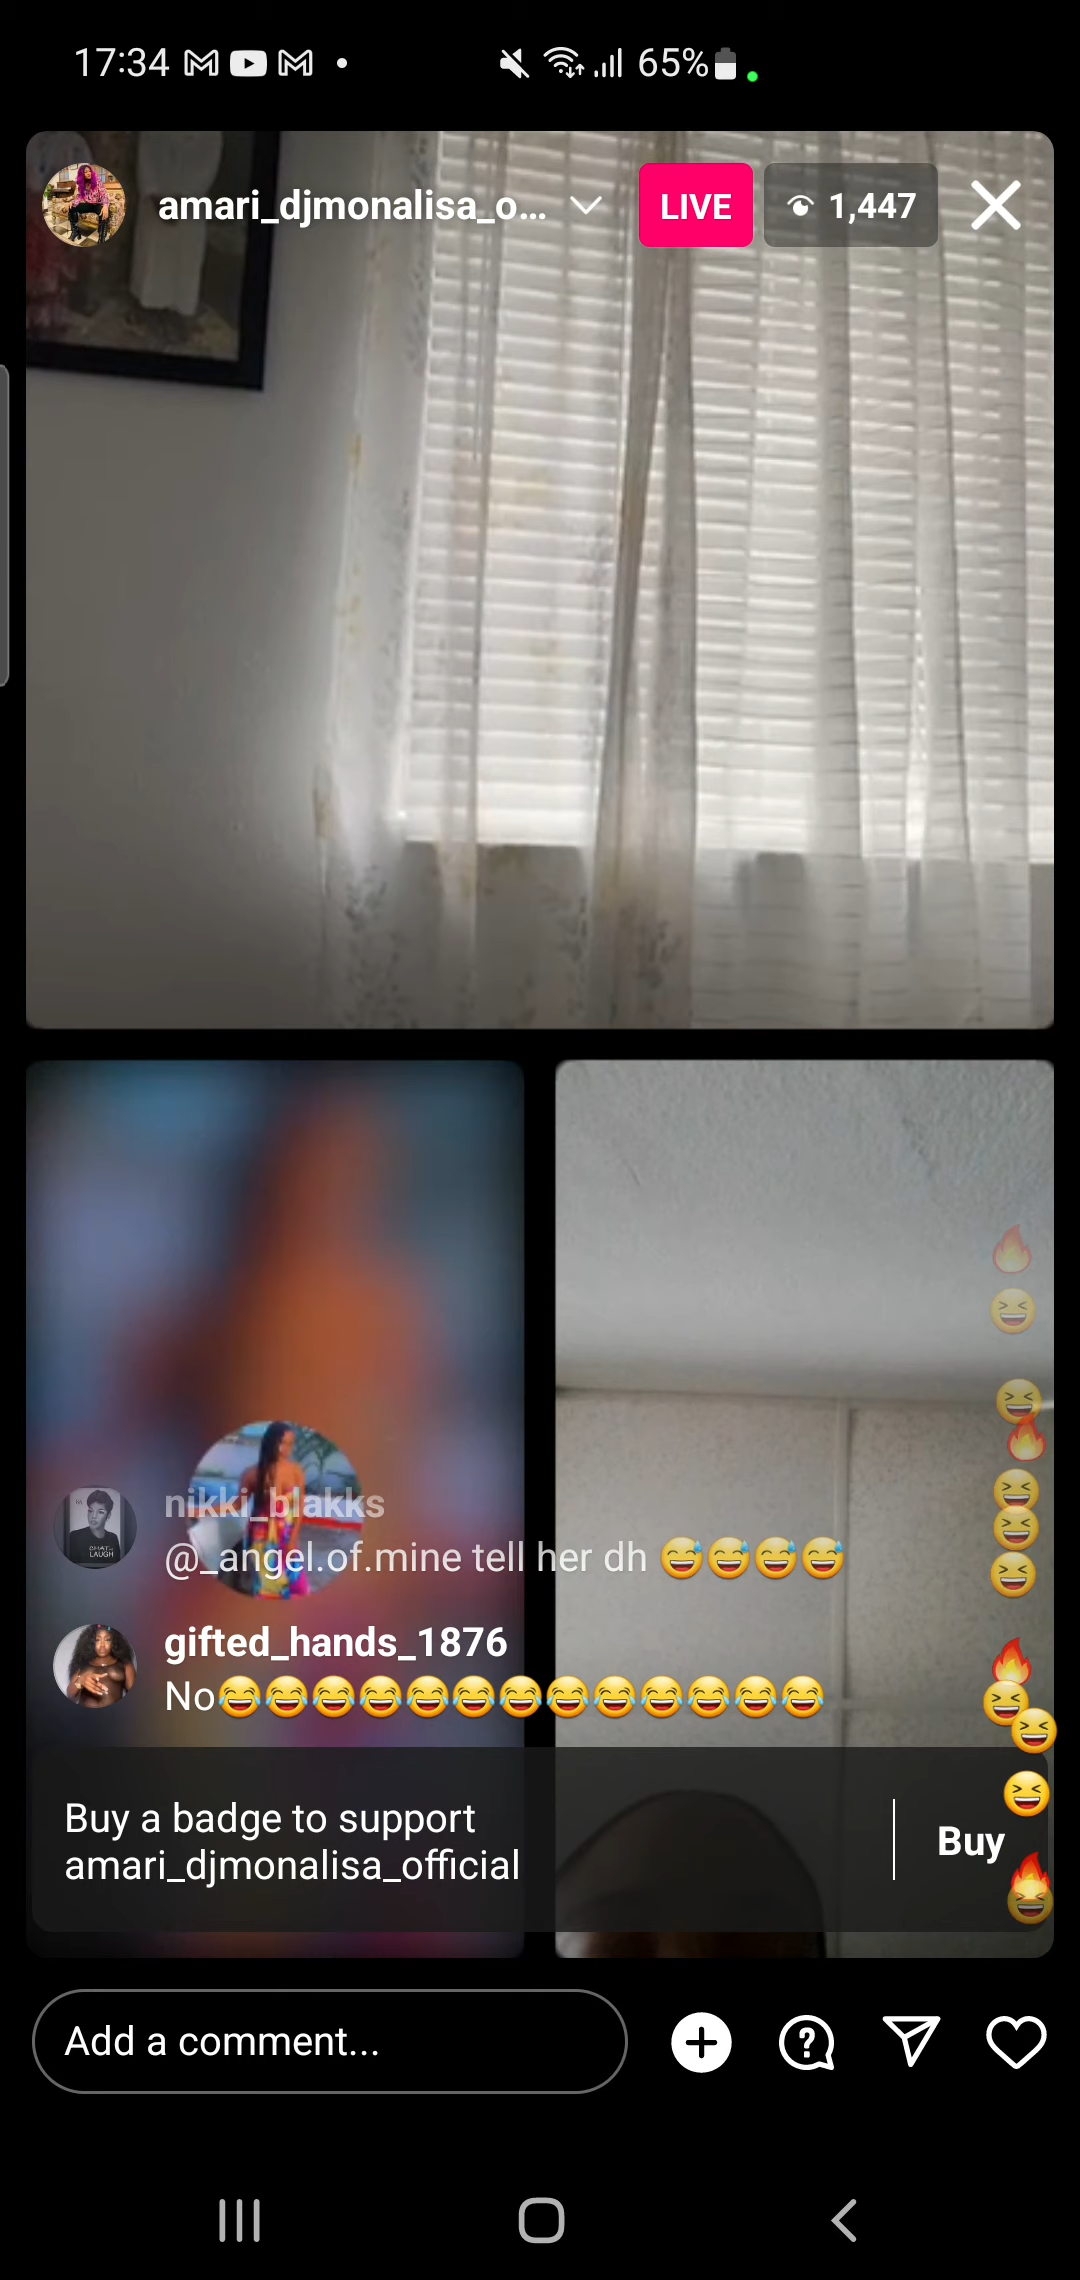 17:34
65%
amari_djmonalisa_o...
LIVE
1,447
nikki_blakks
@_angel.of.mine tell her dh 😅😅😅😅
gifted_hands_1876
No😂😂😂😂😂😂😂😂😂😂😂😂😂
Buy a badge to support
amari_djmonalisa_official
Buy
Add a comment...